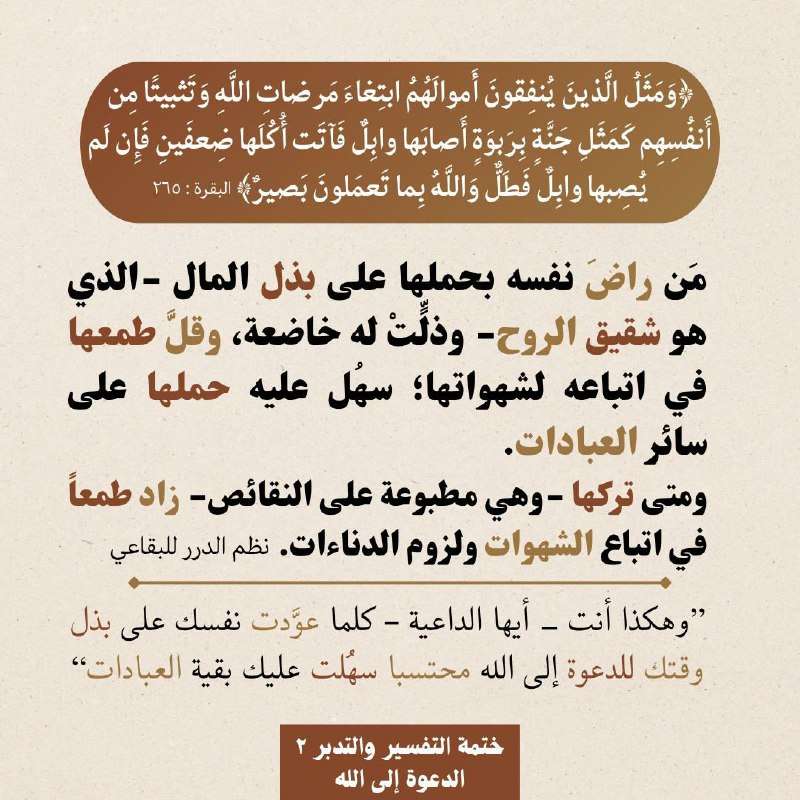 ﴿وَمَثَلُ الَّذينَ يُنفِقونَ أَموالَهُمُ ابتِغاءَ مَرضاتِ اللَّهِ وَتَثبيتًا مِن
أَنفُسِهِم كَمَثَلِ جَنَّةٍ بِرَبوَةٍ أَصابَها وابِلٌ فَآتَت أُكُلَها ضِعفَينِ فَإِن لَم
يُصِبها وابِلٌ فَطَلٌّ وَاللَّهُ بِما تَعمَلونَ بَصيرٌ﴾ البقرة : ٢٦٥
مَن راضَ نفسه بحملها على بذل المال -الذي
هو شقيق الروح- وذلَّتْ له خاضعة، وقلَّ طمعها
في اتباعه لشهواتها؛ سهُل عليه حملها على
سائر العبادات.
ومتى تركها -وهي مطبوعة على النقائص- زاد طمعاً
في اتباع الشهوات ولزوم الدناءات. نظم الدرر للبقاعي
”وهكذا أنت – أيها الداعية – كلما عوَّدت نفسك على بذل
وقتك للدعوة إلى الله محتسبا سهُلت عليك بقية العبادات“
ختمة التفسير والتدبر ٢
الدعوة إلى الله